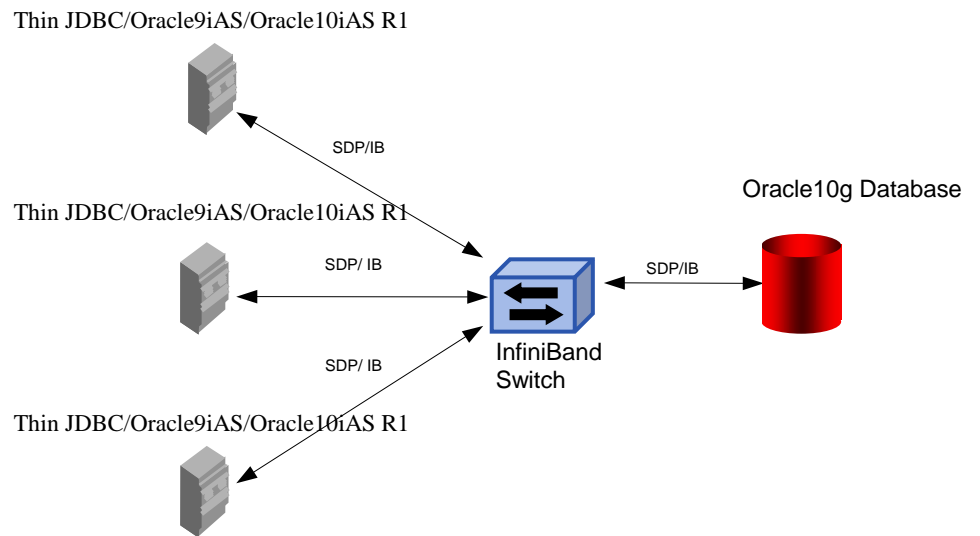 Thin JDBC/Oracle9iAS/Oracle10iAS R1
SDP/IB
Oracle10g Database
Thin JDBC/Oracle9iAS/Oracle10iAS R1
SDP/ IB
SDP/IB
InfiniBand
Switch
SDP/ IB
Thin JDBC/Oracle9iAS/Oracle10iAS R1